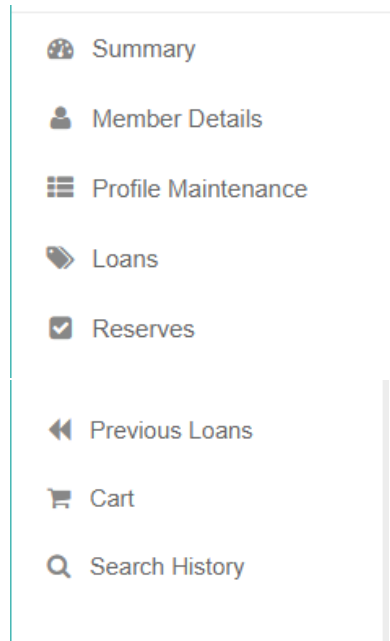 Summary
Member Details
Profile Maintenance
Loans
Reserves
Previous Loans
Cart
Search History